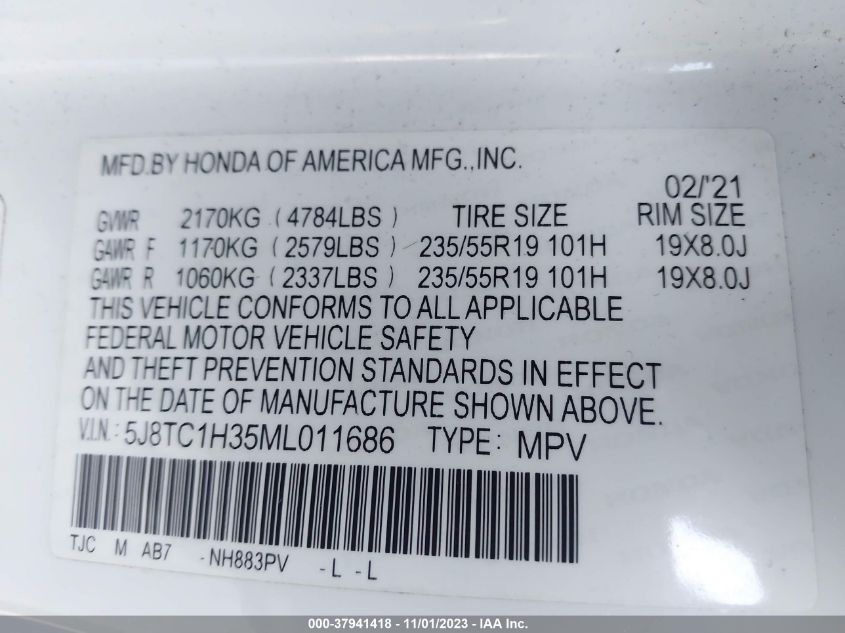 MFD.BY HONDA OF AMERICA MFG.,INC.
02/'21
GVWR 2170KG (4784LBS) TIRE SIZE RIM SIZE
GAWR F 1170KG (2579LBS) 235/55R19 101H 19X8.0J
GAWR R 1060KG (2337LBS) 235/55R19 101H 19X8.0J
THIS VEHICLE CONFORMS TO ALL APPLICABLE
FEDERAL MOTOR VEHICLE SAFETY
AND THEFT PREVENTION STANDARDS IN EFFECT
ON THE DATE OF MANUFACTURE SHOWN ABOVE.
V.I.N.: 5J8TC1H35ML011686 TYPE: MPV
TJC M AB7 -NH883PV -L -L
000-37941418 - 11/01/2023 - IAA Inc.